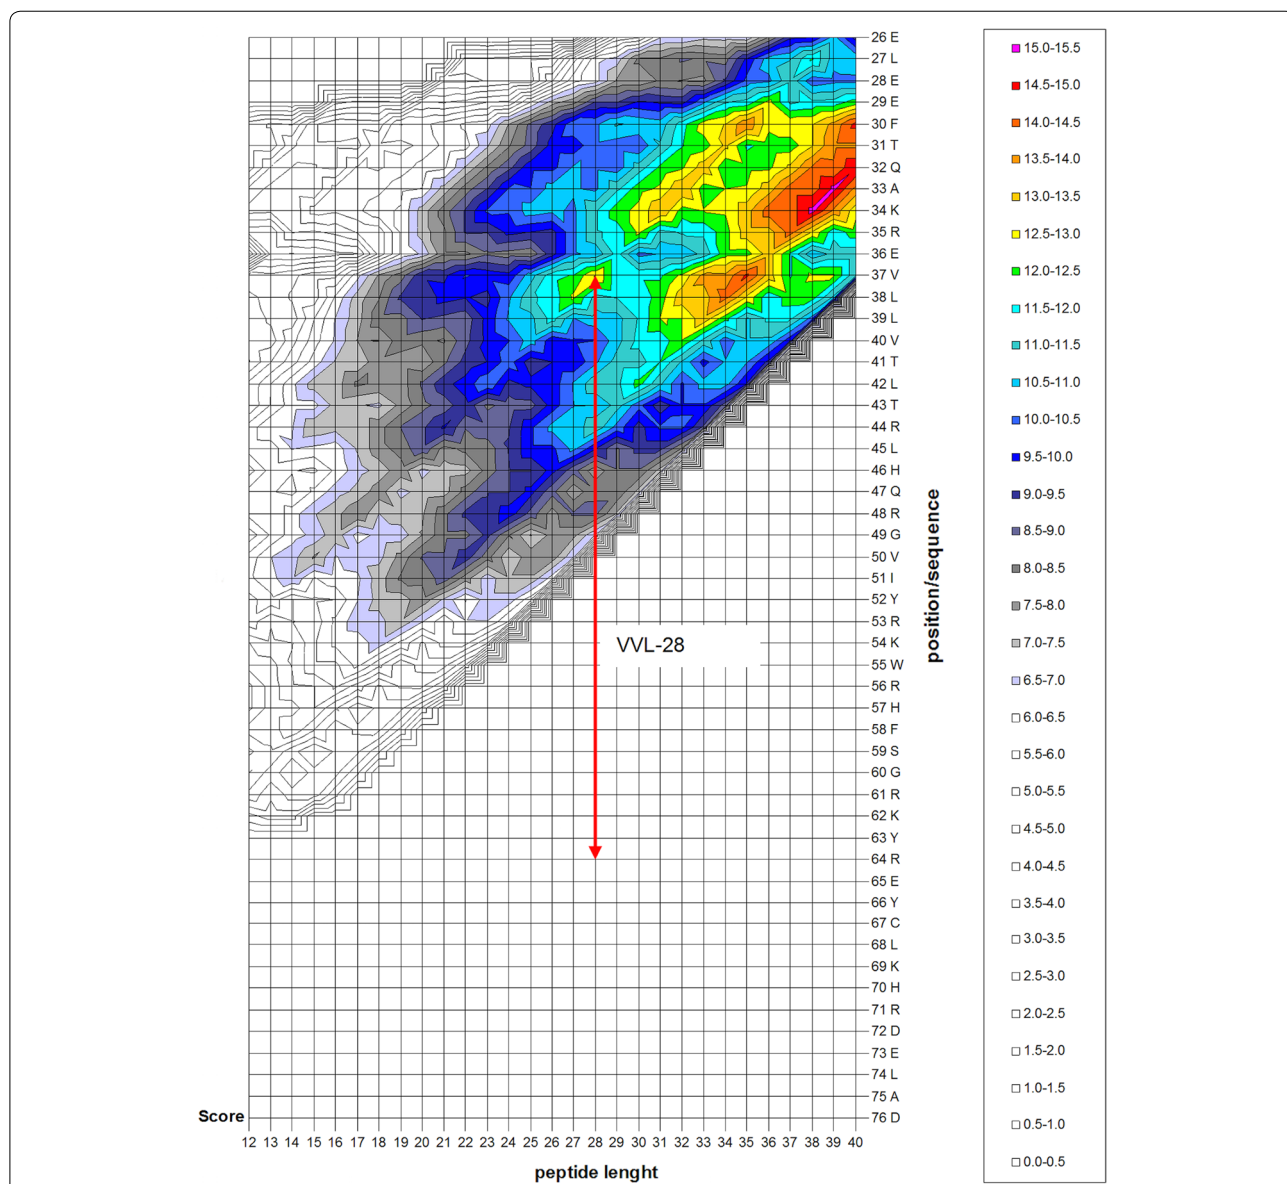 26 E
27 L
28 E
29 E
30 F
31 T
32 Q
33 A
34 K
35 R
36 E
37 V
38 L
39 L
40 V
41 T
42 L
43 T
44 R
45 L
46 H
47 Q
48 R
49 G
50 V
51 I
52 Y
53 R
54 K
55 W
56 R
57 H
58 F
59 S
60 G
61 R
62 K
63 Y
64 R
65 E
66 Y
67 C
68 L
69 K
70 H
71 R
72 D
73 E
74 L
75 A
76 D
position/sequence
VVL-28
Score
12 13 14 15 16 17 18 19 20 21 22 23 24 25 26 27 28 29 30 31 32 33 34 35 36 37 38 39 40
peptide lenght
15.0-15.5
14.5-15.0
14.0-14.5
13.5-14.0
13.0-13.5
12.5-13.0
12.0-12.5
11.5-12.0
11.0-11.5
10.5-11.0
10.0-10.5
9.5-10.0
9.0-9.5
8.5-9.0
8.0-8.5
7.5-8.0
7.0-7.5
6.5-7.0
6.0-6.5
5.5-6.0
5.0-5.5
4.5-5.0
4.0-4.5
3.5-4.0
3.0-3.5
2.5-3.0
2.0-2.5
1.5-2.0
1.0-1.5
0.5-1.0
0.0-0.5